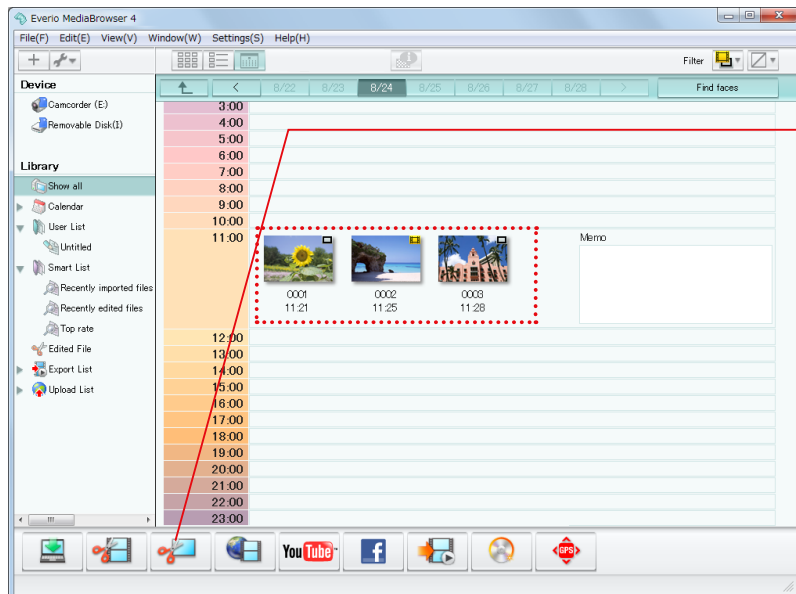 Everio MediaBrowser 4
File(F) Edit(E) View(V) Window(W) Settings(S) Help(H)
Filter
Device
Camcorder (E:)
Removable Disk(I)
Library
Show all
Calendar
User List
Untitled
Smart List
Recently imported files
Recently edited files
Top rate
Edited File
Export List
Upload List
< 8/22 8/23 8/24 8/25 8/26 8/27 8/28 > Find faces
3:00
4:00
5:00
6:00
7:00
8:00
9:00
10:00
11:00
0001 0002 0003
11:21 11:25 11:28
Memo
12:00
13:00
14:00
15:00
16:00
17:00
18:00
19:00
20:00
21:00
22:00
23:00
YouTube f GPS